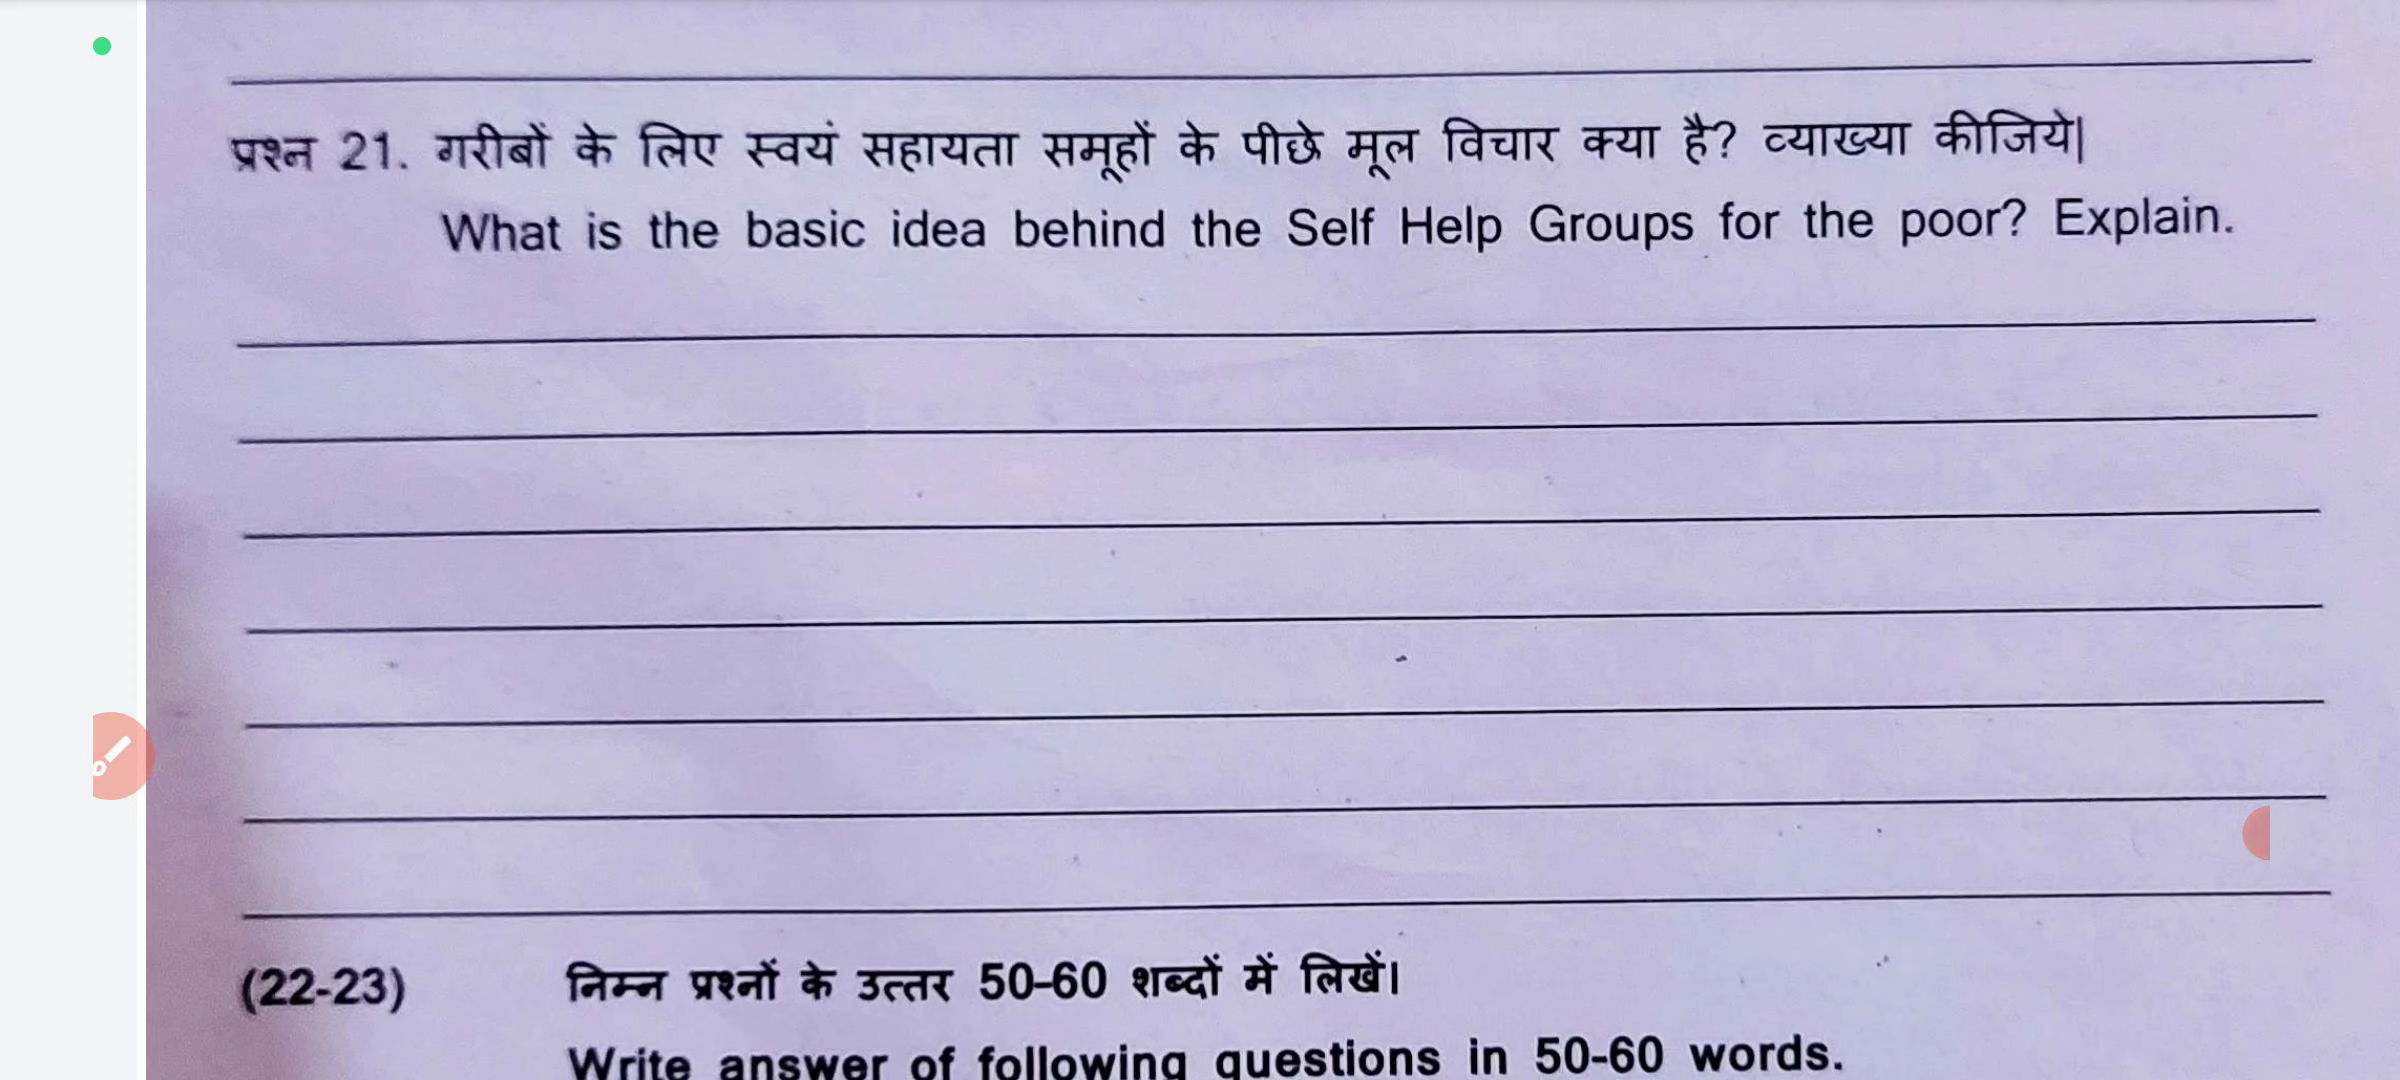 प्रश्न 21. गरीबों के लिए स्वयं सहायता समूहों के पीछे मूल विचार क्या है? व्याख्या कीजिये|
What is the basic idea behind the Self Help Groups for the poor? Explain.
(22-23) निम्न प्रश्नों के उत्तर 50-60 शब्दों में लिखें।
Write answer of following questions in 50-60 words.